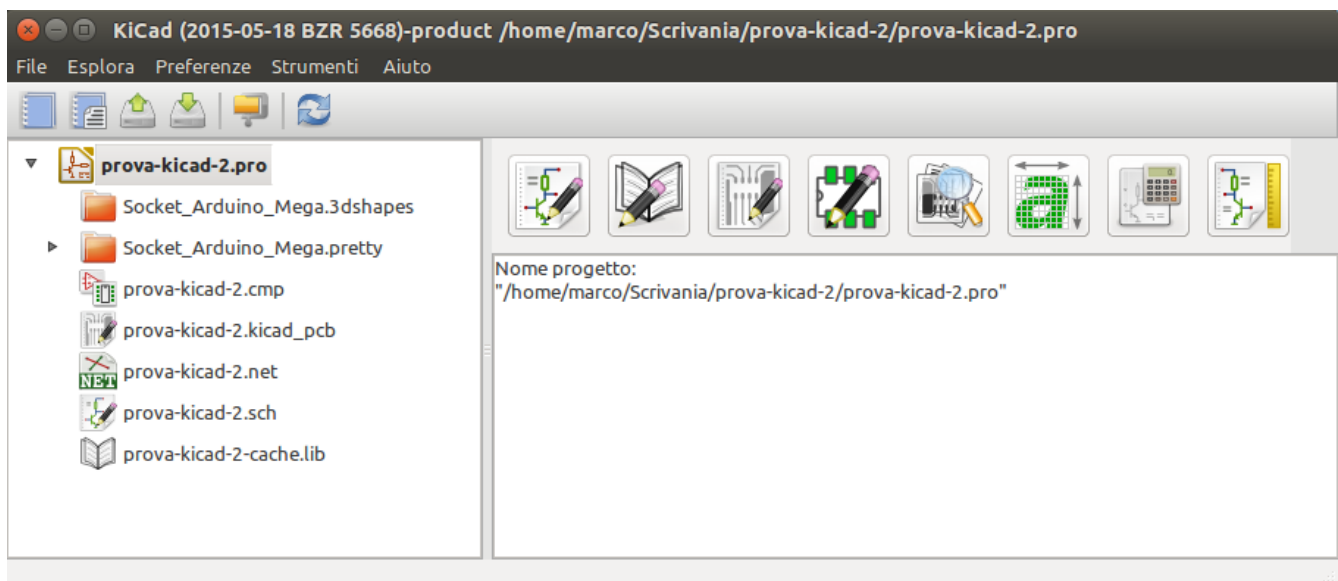 KiCad (2015-05-18 BZR 5668)-product /home/marco/Scrivania/prova-kicad-2/prova-kicad-2.pro
File Esplora Preferenze Strumenti Aiuto
prova-kicad-2.pro
Socket_Arduino_Mega.3dshapes
Socket_Arduino_Mega.pretty
prova-kicad-2.cmp
prova-kicad-2.kicad_pcb
NET
prova-kicad-2.net
prova-kicad-2.sch
prova-kicad-2-cache.lib
a
Nome progetto:
"/home/marco/Scrivania/prova-kicad-2/prova-kicad-2.pro"